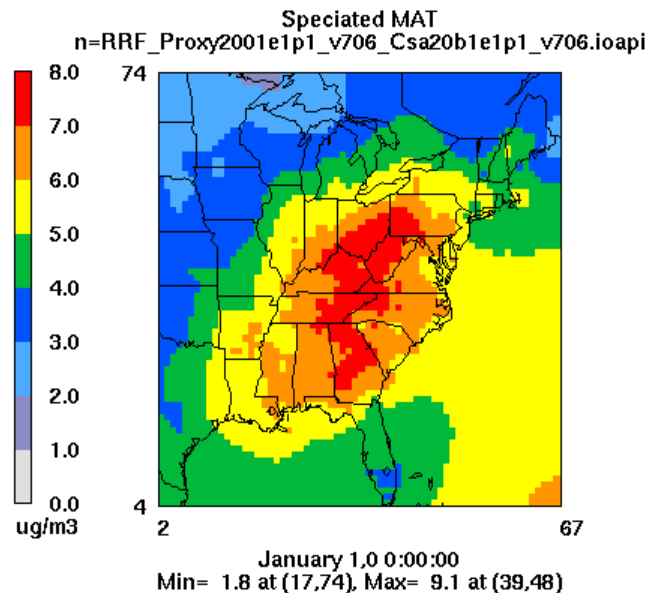 Speciated MAT
n=RRF_Proxy2001e1p1_v706_Csa20b1e1p1_v706.ioapi
8.0
7.0
6.0
5.0
4.0
3.0
2.0
1.0
0.0
ug/m3
74
4
2
67
January 1,0 0:00:00
Min= 1.8 at (17,74), Max= 9.1 at (39,48)